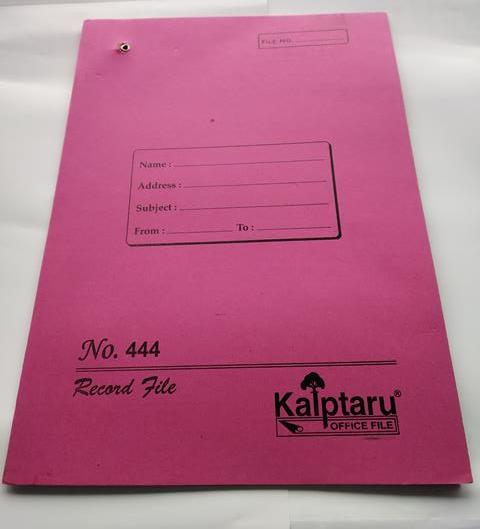 FILE NO.
Name :
Address :
Subject :
From : To :
No. 444
Record File
Kalptaru®
OFFICE FILE